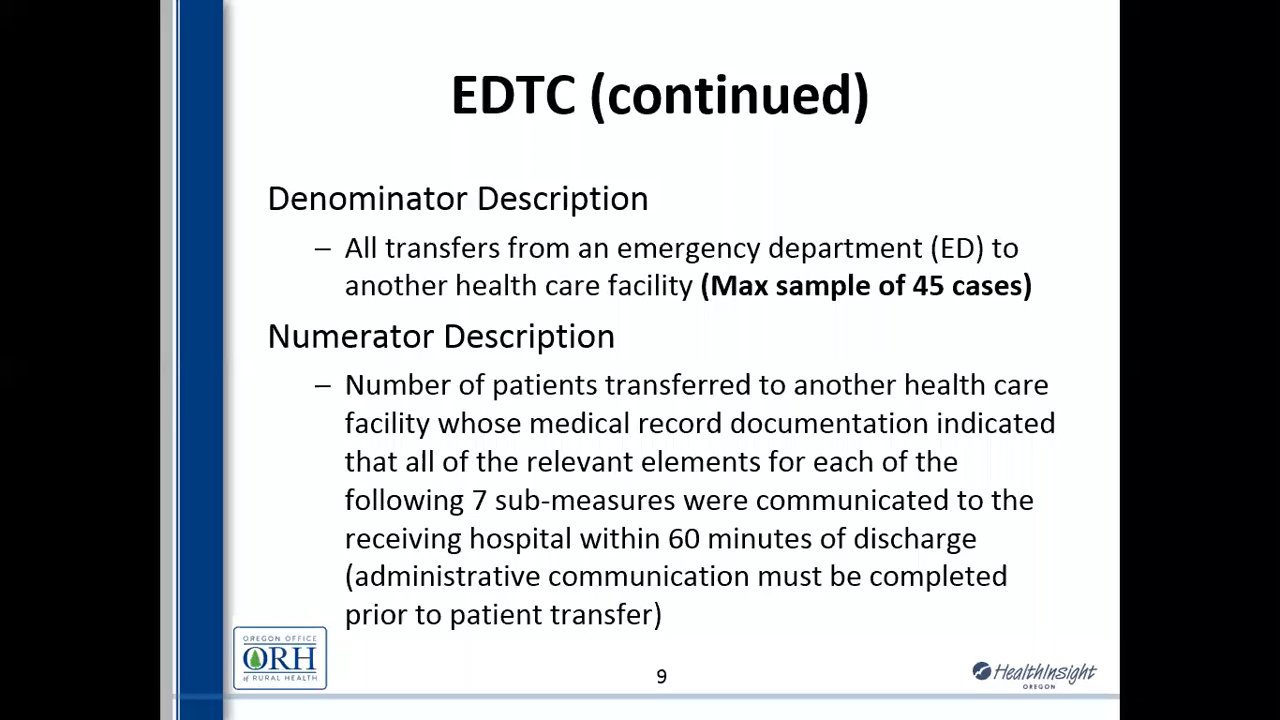 EDTC (continued)
Denominator Description
– All transfers from an emergency department (ED) to
another health care facility (Max sample of 45 cases)
Numerator Description
– Number of patients transferred to another health care
facility whose medical record documentation indicated
that all of the relevant elements for each of the
following 7 sub-measures were communicated to the
receiving hospital within 60 minutes of discharge
(administrative communication must be completed
prior to patient transfer)
OREGON OFFICE
ORH
of RURAL HEALTH
9
HealthInsight
OREGON